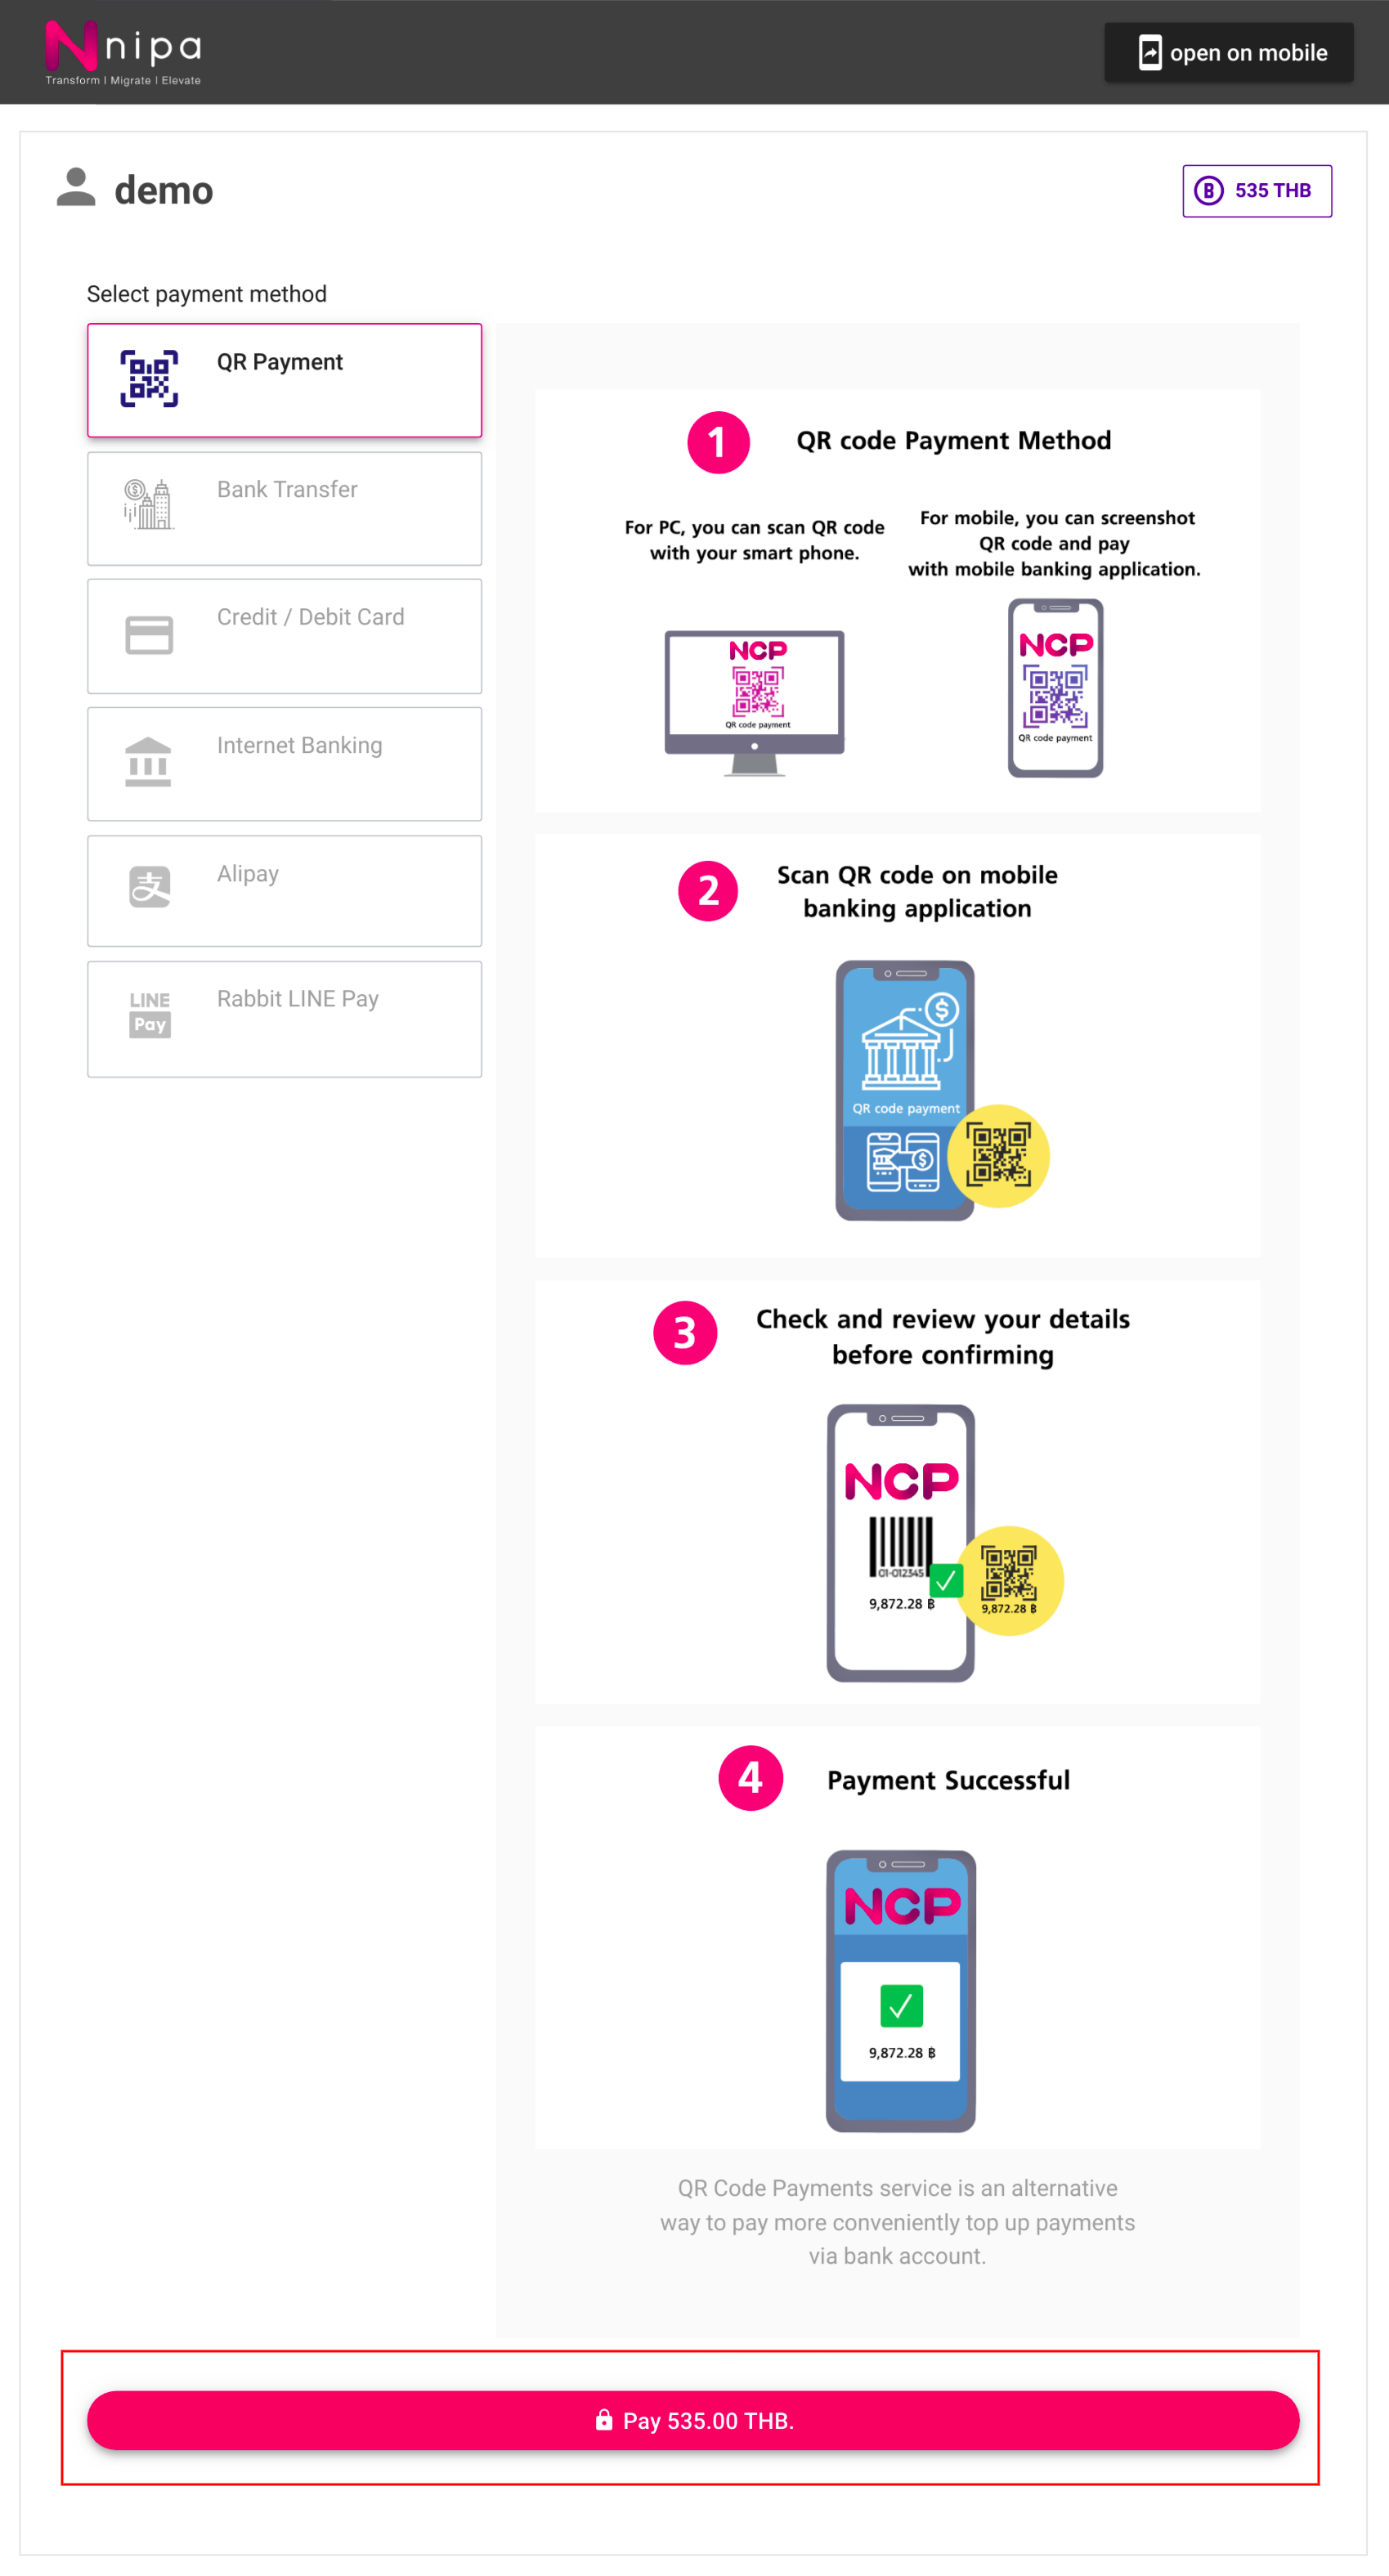 nipa
Transform | Migrate | Elevate
open on mobile
demo
535 THB
Select payment method
QR Payment
Bank Transfer
Credit / Debit Card
Internet Banking
支
Alipay
LINE
Pay
Rabbit LINE Pay
1
QR code Payment Method
For PC, you can scan QR code
with your smart phone.
For mobile, you can screenshot
QR code and pay
with mobile banking application.
NCP
QR code payment
NCP
QR code payment
2
Scan QR code on mobile
banking application
QR code payment
3
Check and review your details
before confirming
NCP
01-012345
9,872.28 ฿
9,872.28 ฿
4
Payment Successful
NCP
9,872.28 ฿
QR Code Payments service is an alternative
way to pay more conveniently top up payments
via bank account.
Pay 535.00 THB.